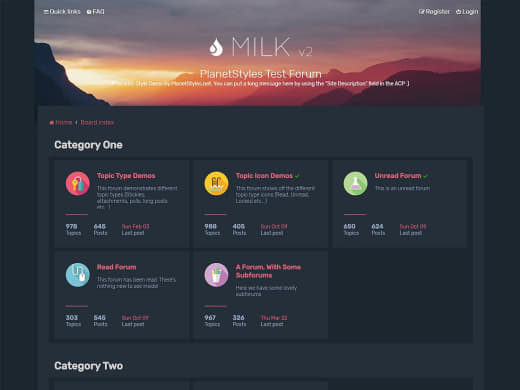 Quick links FAQ Register Login
MILK v2
PlanetStyles Test Forum
Style Demo by PlanetStyles.net. You can put a long message here by using the "Site Description" field in the ACP :)
Home Board index
Category One
Topic Type Demos
This forum demonstrates different
topic types (Stickies,
attachments, polls, long posts
etc...)
978 645 Sun Feb 03
Topics Posts Last post
Topic Icon Demos
This forum shows off the different
topic type icons (Read, Unread,
Locked etc...)
988 405 Sun Oct 09
Topics Posts Last post
Unread Forum
This is an unread forum
650 624 Sun Oct 09
Topics Posts Last post
Read Forum
This forum has been read. There's
nothing new to see inside!
303 545 Sun Oct 09
Topics Posts Last post
A Forum, With Some
Subforums
Here we have some lovely
subforums
967 326 Thu Mar 22
Topics Posts Last post
Category Two